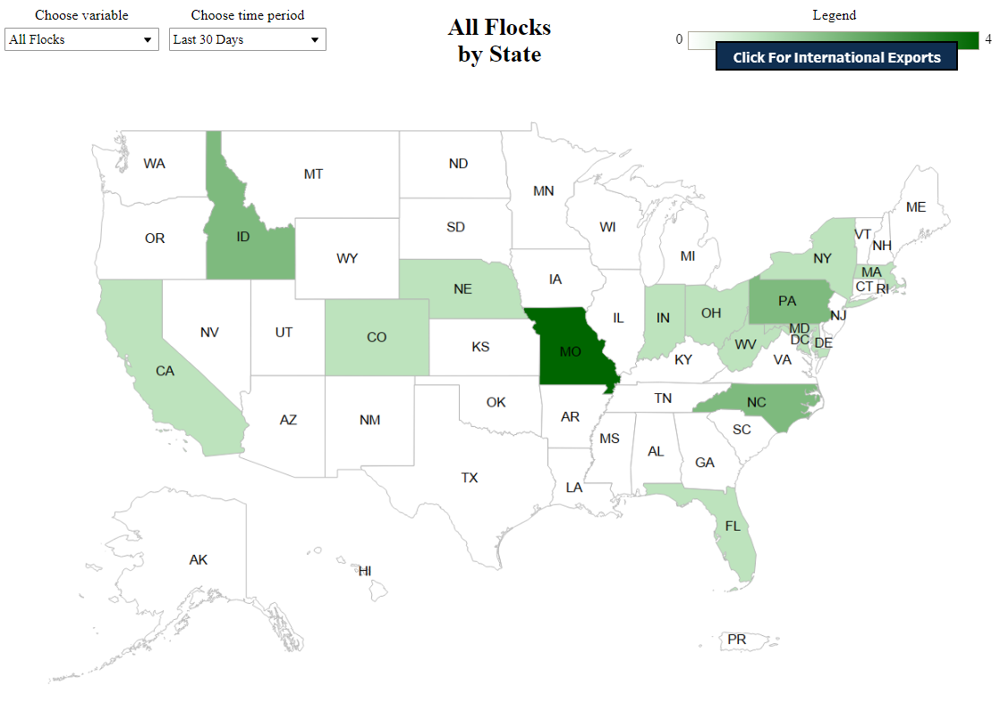 Choose variable
Choose time period
All Flocks
by State
Legend
All Flocks
Last 30 Days
0
4
Click For International Exports
WA
MT
ND
MN
ME
OR
ID
SD
WI
VT
NH
WY
MI
NY
MA
IA
CT
RI
NE
PA
NJ
NV
UT
CO
KS
IL
IN
OH
MD
DC
DE
WV
CA
MO
KY
VA
AZ
NM
OK
AR
TN
NC
SC
MS
AL
GA
TX
LA
FL
AK
HI
PR